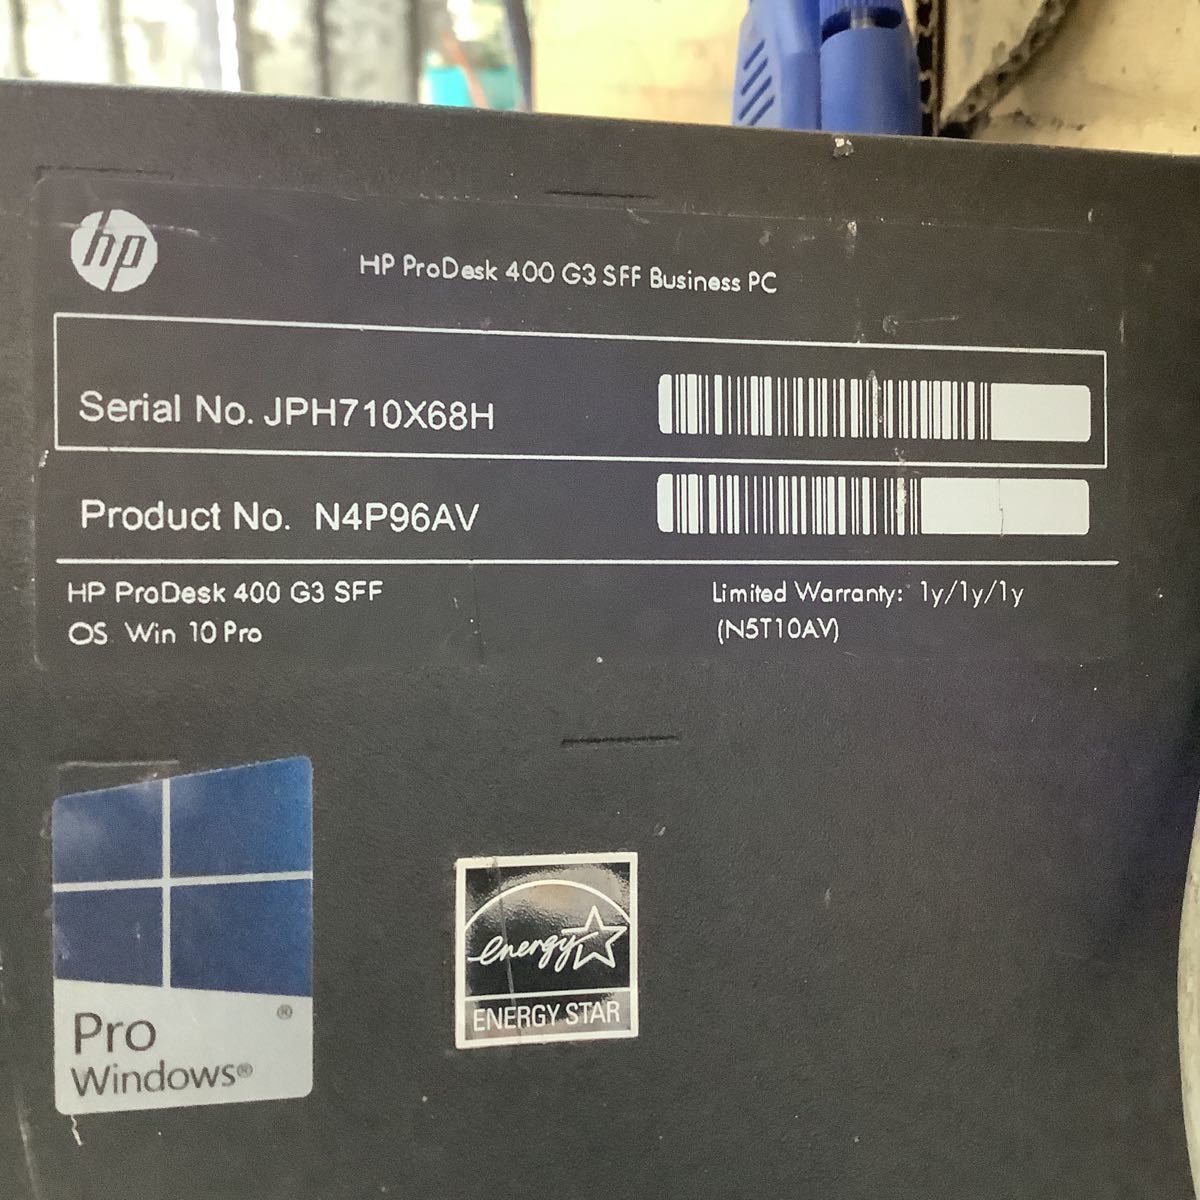 hp
HP ProDesk 400 G3 SFF Business PC
Serial No. JPH710X68H
Product No. N4P96AV
HP ProDesk 400 G3 SFF
OS Win 10 Pro
Limited Warranty: 1y/1y/1y
(N5T10AV)
Pro
Windows®
®
energy
ENERGY STAR